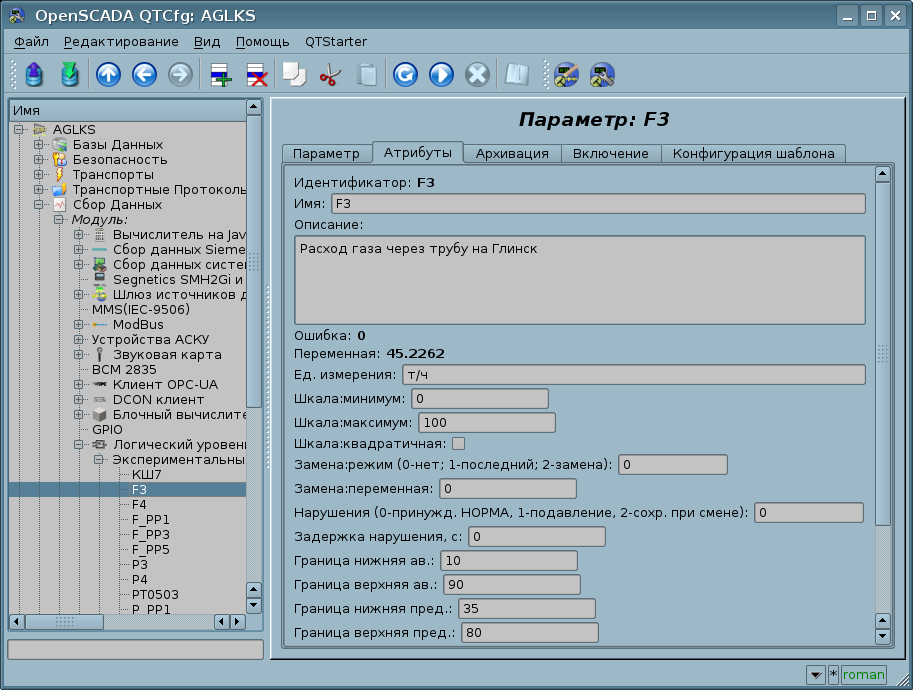 OpenSCADA QTCfg: AGLKS
Файл Редактирование Вид Помощь QTStarter
Имя
AGLKS
Базы Данных
Безопасность
Транспорты
Транспортные Протоколь
Сбор Данных
Модуль:
Вычислитель на Jav
Сбор данных Sieme
Сбор данных систе
Segnetics SMH2Gi и
Шлюз источников д
MMS(IEC-9506)
ModBus
Устройства АСКУ
Звуковая карта
BCM 2835
Клиент OPC-UA
DCON клиент
Блочный вычислите
GPIO
Логический уровен
Экспериментальны
КШ7
F3
F4
F_PP1
F_PP3
F_PP5
P3
P4
PT0503
P_PP1
Параметр: F3
Параметр Атрибуты Архивация Включение Конфигурация шаблона
Идентификатор: F3
Имя: F3
Описание:
Расход газа через трубу на Глинск
Ошибка: 0
Переменная: 45.2262
Ед. измерения: т/ч
Шкала:минимум: 0
Шкала:максимум: 100
Шкала:квадратичная:
Замена:режим (0-нет; 1-последний; 2-замена): 0
Замена:переменная: 0
Нарушения (0-принужд. НОРМА, 1-подавление, 2-сохр. при смене): 0
Задержка нарушения, с: 0
Граница нижняя ав.: 10
Граница верхняя ав.: 90
Граница нижняя пред.: 35
Граница верхняя пред.: 80
* roman